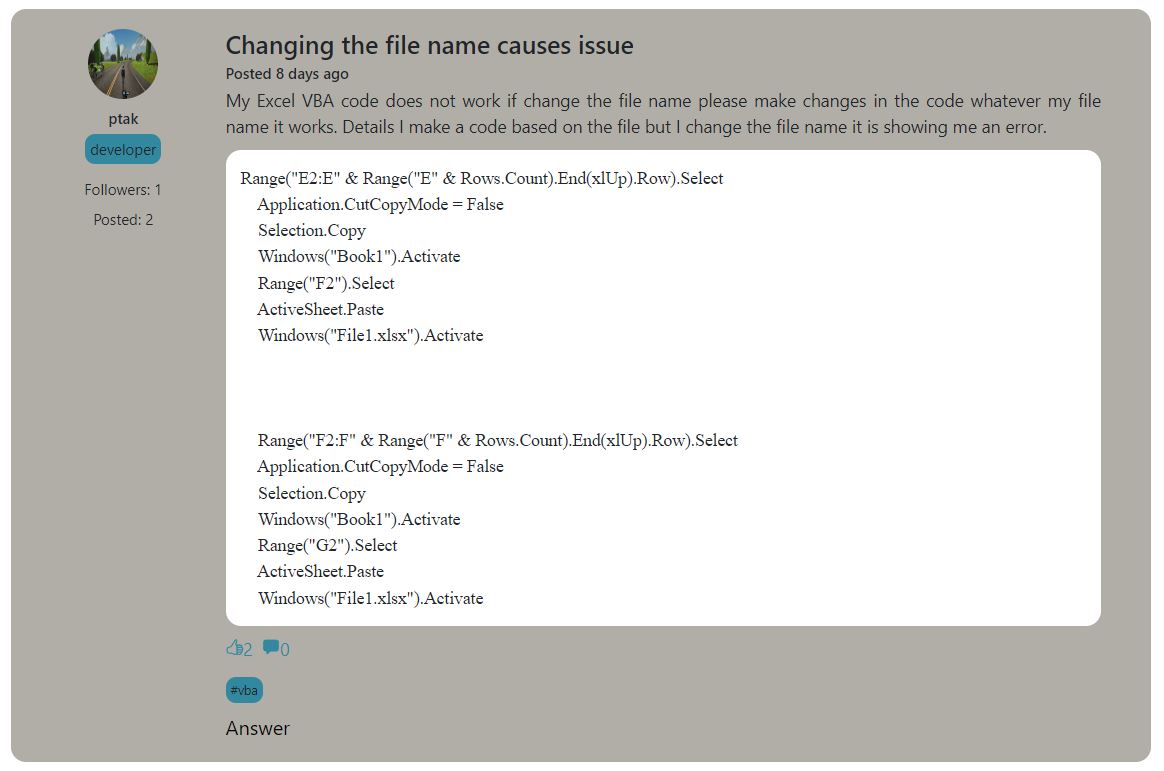 Changing the file name causes issue
Posted 8 days ago
ptak
developer
Followers: 1
Posted: 2
My Excel VBA code does not work if change the file name please make changes in the code whatever my file
name it works. Details I make a code based on the file but I change the file name it is showing me an error.
Range("E2:E" & Range("E" & Rows.Count).End(xlUp).Row).Select
Application.CutCopyMode = False
Selection.Copy
Windows("Book1").Activate
Range("F2").Select
ActiveSheet.Paste
Windows("File1.xlsx").Activate
Range("F2:F" & Range("F" & Rows.Count).End(xlUp).Row).Select
Application.CutCopyMode = False
Selection.Copy
Windows("Book1").Activate
Range("G2").Select
ActiveSheet.Paste
Windows("File1.xlsx").Activate
2 0
#vba
Answer